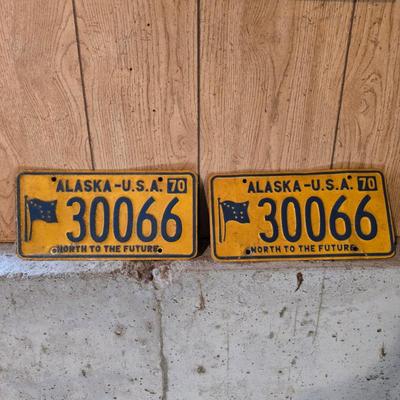 ALASKA-U.S.A. 70
30066
NORTH TO THE FUTURE
ALASKA-U.S.A. 70
30066
NORTH TO THE FUTURE